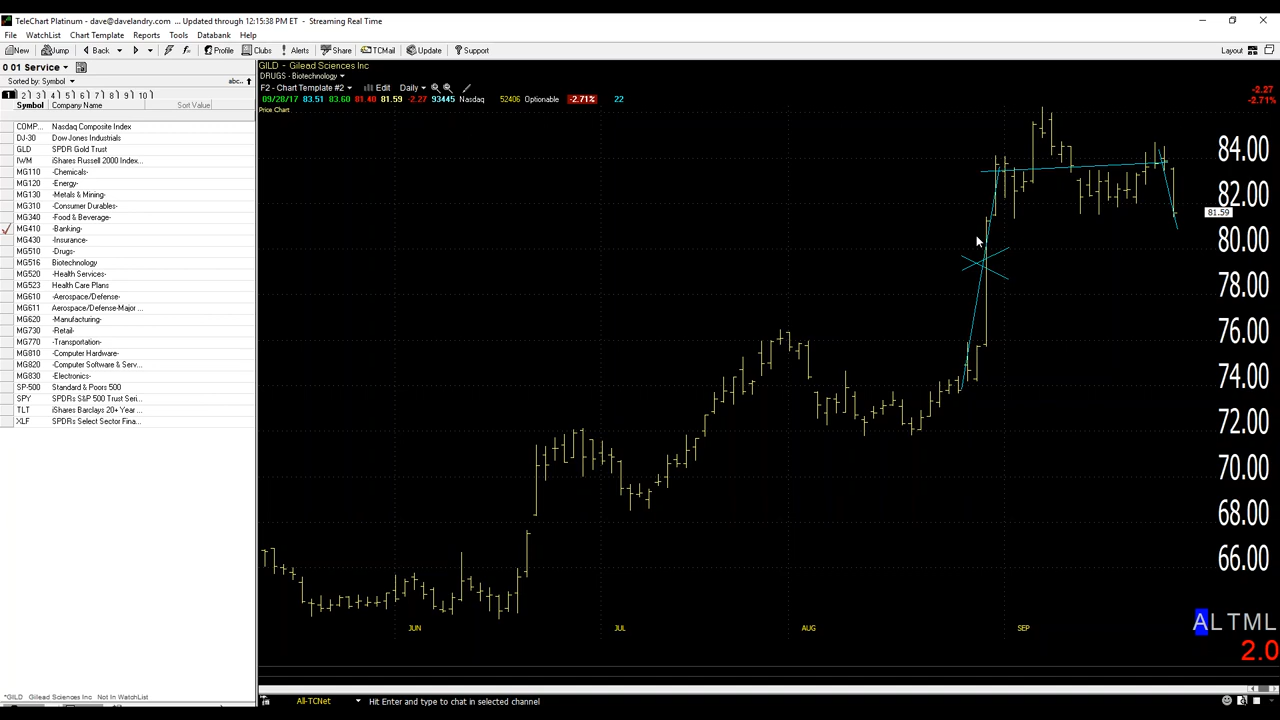 TeleChart Platinum - dave@davelandry.com ... Updated through 12:15:38 PM ET - Streaming Real Time
File WatchList Chart Template Reports Tools Databank Help
New Jump Back Profile Clubs Alerts Share TCMail Update Support Layout
0 01 Service
Sorted by: Symbol abc..
1 2 3 4 5 6 7 8 9 10
Symbol Company Name Sort Value
COMP... Nasdaq Composite Index
DJ-30 Dow Jones Industrials
GLD SPDR Gold Trust
IWM iShares Russell 2000 Index...
MG110 -Chemicals-
MG120 -Energy-
MG130 -Metals & Mining-
MG310 -Consumer Durables-
MG340 -Food & Beverage-
MG410 -Banking-
MG430 -Insurance-
MG510 -Drugs-
MG516 Biotechnology
MG520 -Health Services-
MG523 Health Care Plans
MG610 -Aerospace/Defense-
MG611 Aerospace/Defense-Major ...
MG620 -Manufacturing-
MG730 -Retail-
MG770 -Transportation-
MG810 -Computer Hardware-
MG820 -Computer Software & Serv...
MG830 -Electronics-
SP-500 Standard & Poors 500
SPY SPDRs S&P 500 Trust Seri...
TLT iShares Barclays 20+ Year ...
XLF SPDRs Select Sector Fina...
*GILD Gilead Sciences Inc Not In WatchList
GILD - Gilead Sciences Inc
DRUGS - Biotechnology
F2 - Chart Template #2 Edit Daily
09/28/17 83.51 83.60 81.40 81.59 -2.27 93445 Nasdaq 52406 Optionable -2.71% 22
Price Chart
-2.27
-2.71%
84.00
82.00
81.59
80.00
78.00
76.00
74.00
72.00
70.00
68.00
66.00
JUN JUL AUG SEP
ALTML
2.0
All-TCNet Hit Enter and type to chat in selected channel